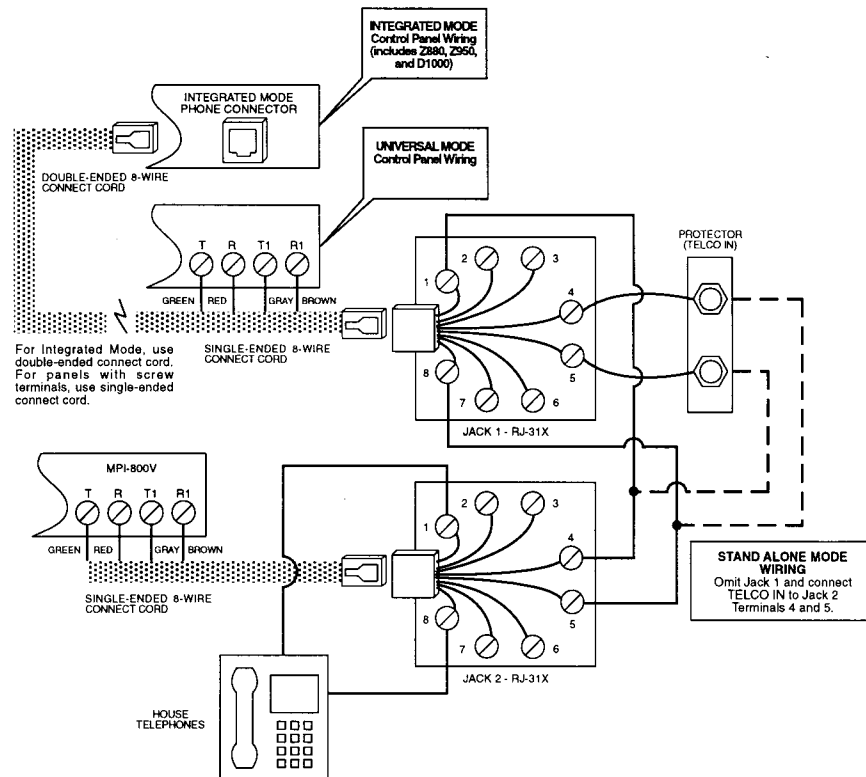 INTEGRATED MODE
Control Panel Wiring
(includes Z880, Z950,
and D1000)
INTEGRATED MODE
PHONE CONNECTOR
DOUBLE-ENDED 8-WIRE
CONNECT CORD
UNIVERSAL MODE
Control Panel Wiring
T R T1 R1
GREEN RED GRAY BROWN
For Integrated Mode, use
double-ended connect cord.
For panels with screw
terminals, use single-ended
connect cord.
SINGLE-ENDED 8-WIRE
CONNECT CORD
1
2
3
4
5
6
7
8
JACK 1 - RJ-31X
PROTECTOR
(TELCO IN)
MPI-800V
T R T1 R1
GREEN RED GRAY BROWN
SINGLE-ENDED 8-WIRE
CONNECT CORD
1
2
3
4
5
6
7
8
JACK 2 - RJ-31X
STAND ALONE MODE
WIRING
Omit Jack 1 and connect
TELCO IN to Jack 2
Terminals 4 and 5.
HOUSE
TELEPHONES